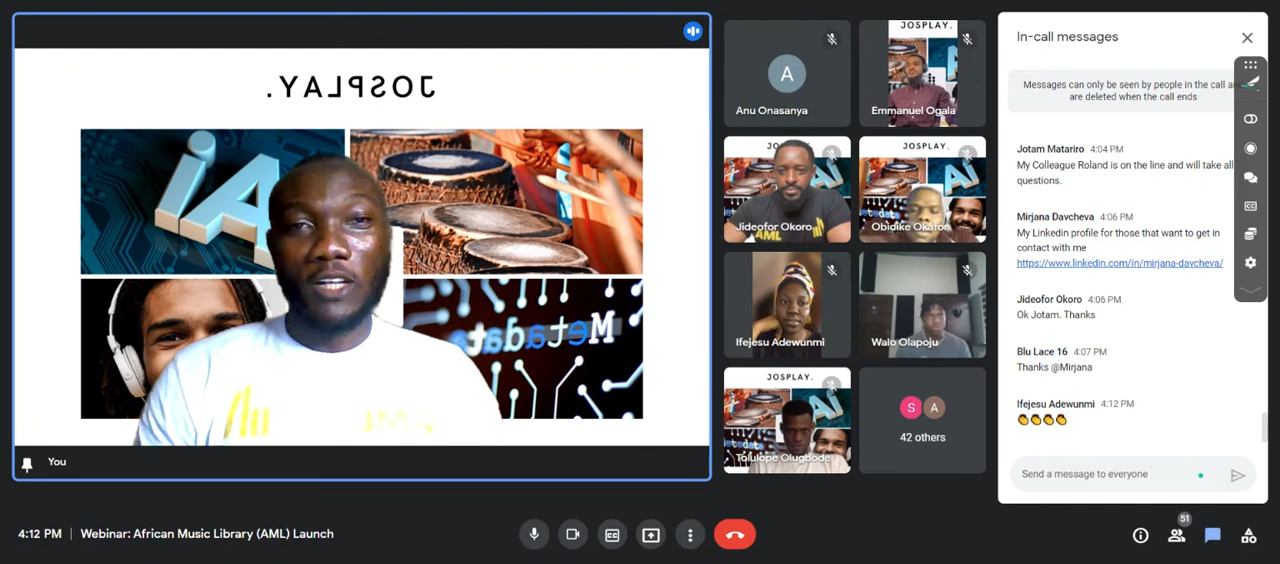 JOSPLAY.
iA
Metadata
You
A
Anu Onasanya
JOSPLAY.
Emmanuel Ogala
AML
Jideofor Okoro
JOSPLAY.
Obidike Okafor
Ifejesu Adewunmi
Walo Olapoju
JOSPLAY.
Tolulope Olugbode
S A
42 others
In-call messages
Messages can only be seen by people in the call and
are deleted when the call ends
Jotam Matariro 4:04 PM
My Colleague Roland is on the line and will take all
questions.
Mirjana Davcheva 4:06 PM
My Linkedin profile for those that want to get in
contact with me
https://www.linkedin.com/in/mirjana-davcheva/
Jideofor Okoro 4:06 PM
Ok Jotam. Thanks
Blu Lace 16 4:07 PM
Thanks @Mirjana
Ifejesu Adewunmi 4:12 PM
👏👏👏👏
Send a message to everyone
4:12 PM | Webinar: African Music Library (AML) Launch
51